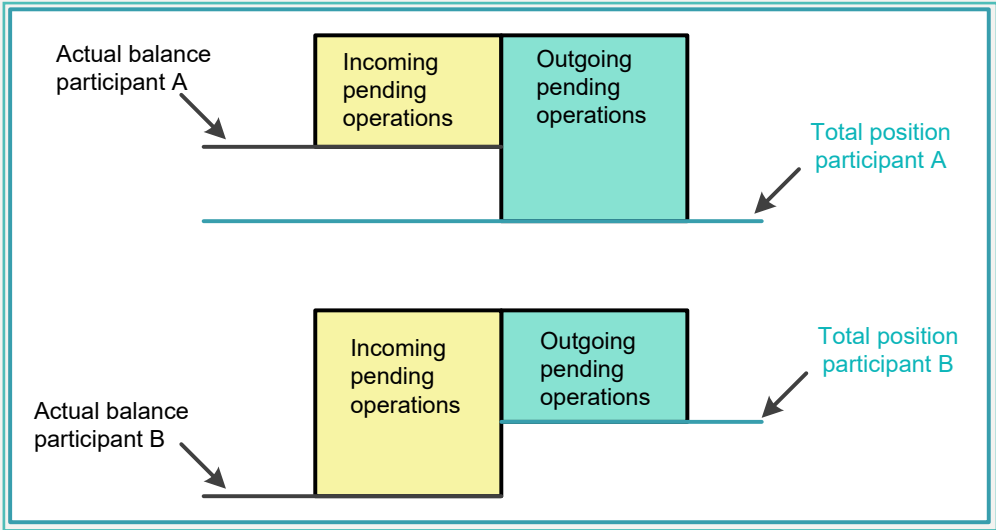 Actual balance
participant A
Incoming
pending
operations
Outgoing
pending
operations
Total position
participant A
Actual balance
participant B
Incoming
pending
operations
Outgoing
pending
operations
Total position
participant B